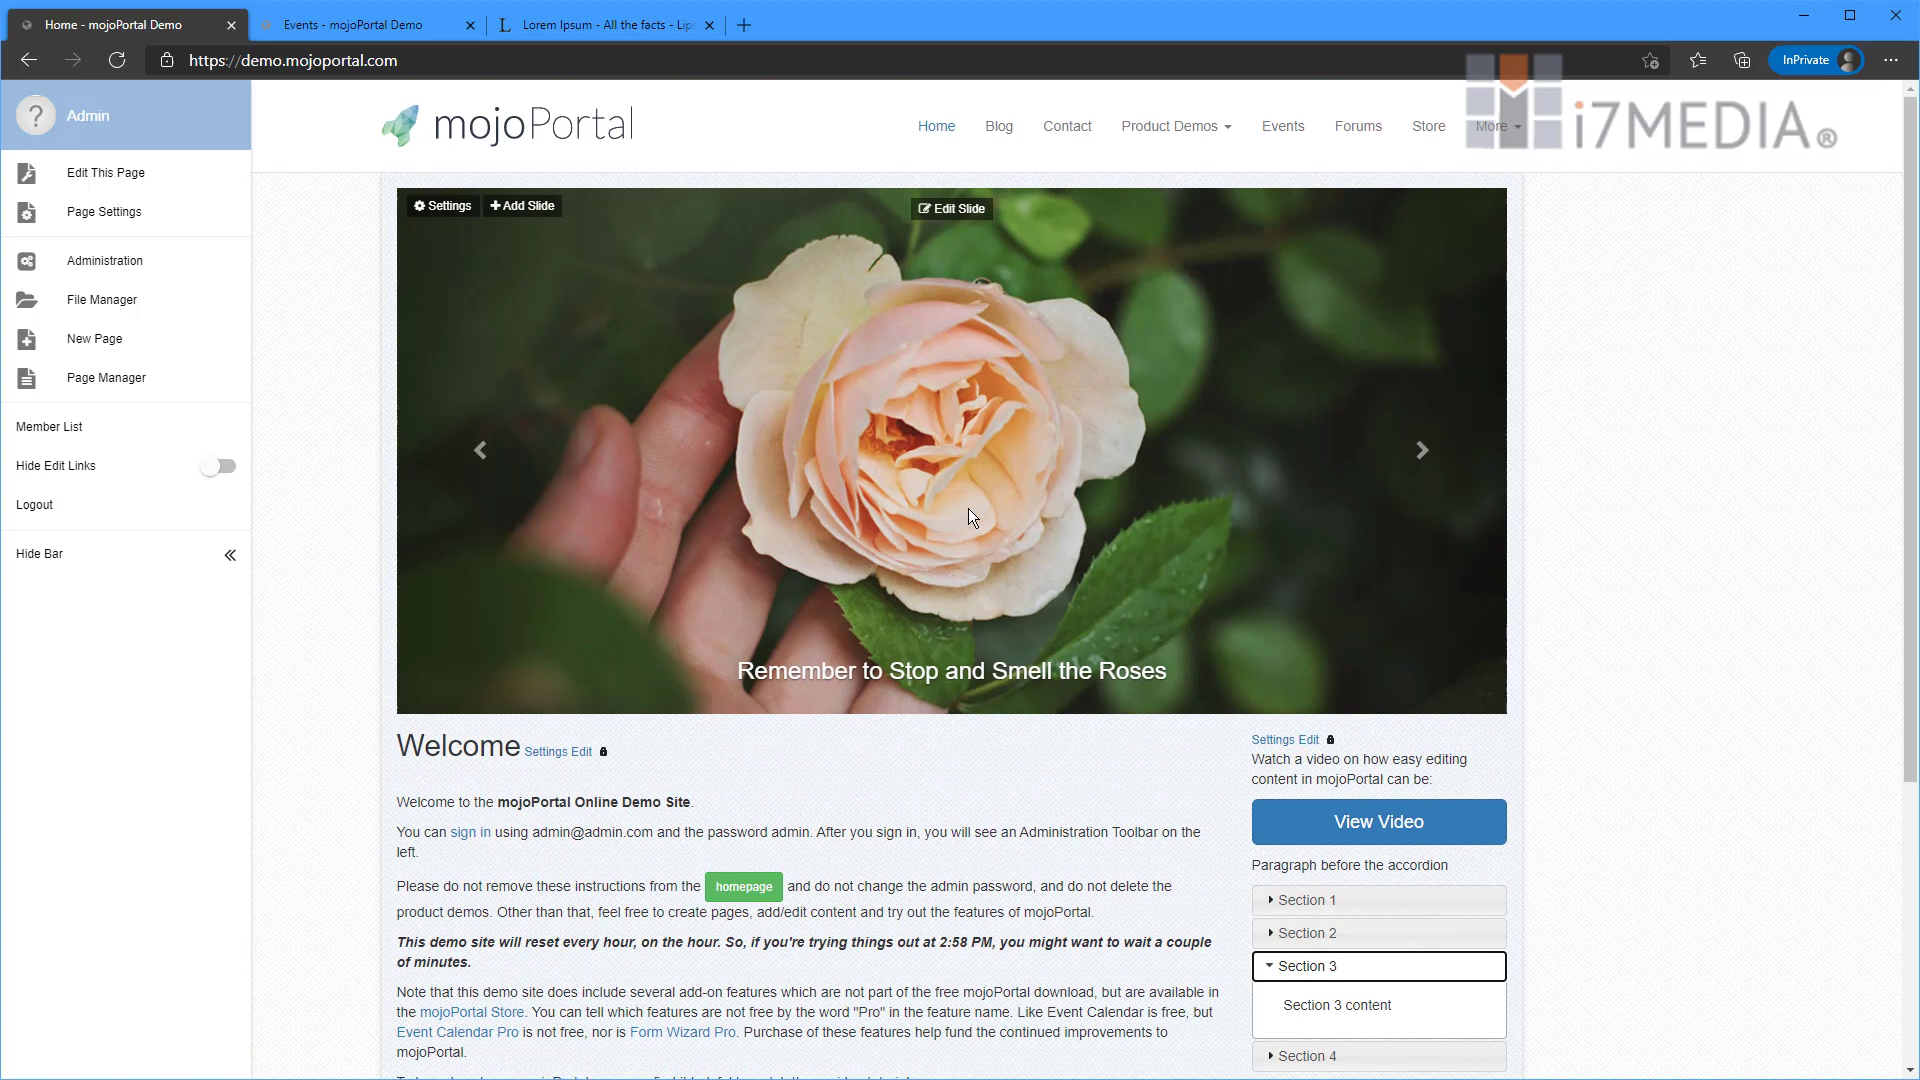 Home - mojoPortal Demo
Events - mojoPortal Demo
Lorem Ipsum - All the facts - Lip
https://demo.mojoportal.com
InPrivate
Admin
Edit This Page
Page Settings
Administration
File Manager
New Page
Page Manager
Member List
Hide Edit Links
Logout
Hide Bar
mojoPortal
Home
Blog
Contact
Product Demos
Events
Forums
Store
More
i7MEDIA®
Settings
Add Slide
Edit Slide
Remember to Stop and Smell the Roses
Welcome Settings Edit
Welcome to the mojoPortal Online Demo Site.
You can sign in using admin@admin.com and the password admin. After you sign in, you will see an Administration Toolbar on the
left.
Please do not remove these instructions from the homepage and do not change the admin password, and do not delete the
product demos. Other than that, feel free to create pages, add/edit content and try out the features of mojoPortal.
This demo site will reset every hour, on the hour. So, if you're trying things out at 2:58 PM, you might want to wait a couple
of minutes.
Note that this demo site does include several add-on features which are not part of the free mojoPortal download, but are available in
the mojoPortal Store. You can tell which features are not free by the word "Pro" in the feature name. Like Event Calendar is free, but
Event Calendar Pro is not free, nor is Form Wizard Pro. Purchase of these features help fund the continued improvements to
mojoPortal.
Settings Edit
Watch a video on how easy editing
content in mojoPortal can be:
View Video
Paragraph before the accordion
Section 1
Section 2
Section 3
Section 3 content
Section 4